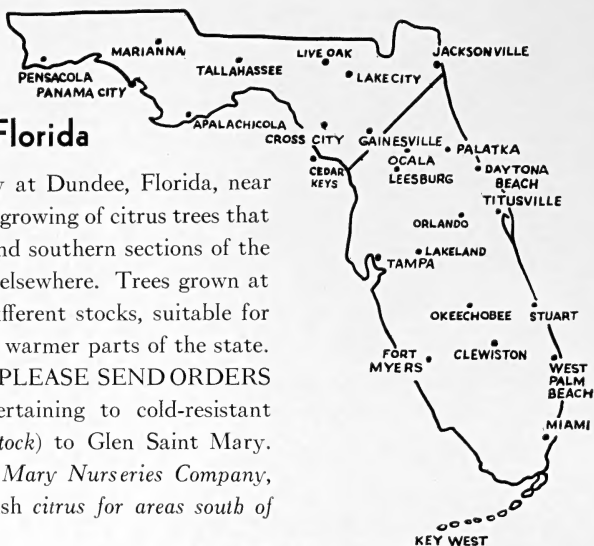 PENSACOLA
MARIANNA
PANAMA CITY
TALLAHASSEE
LIVE OAK
LAKE CITY
JACKSONVILLE
APALACHICOLA
CROSS CITY
GAINESVILLE
CEDAR
KEYS
OCALA
LEESBURG
PALATKA
DAYTONA
BEACH
TITUSVILLE
ORLANDO
LAKELAND
TAMPA
OKEECHOBEE
STUART
FORT
MYERS
CLEWISTON
WEST
PALM
BEACH
MIAMI
KEY WEST
Florida
at Dundee, Florida, near
growing of citrus trees that
nd southern sections of the
elsewhere. Trees grown at
fferent stocks, suitable for
warmer parts of the state.
PLEASE SEND ORDERS
ertaining to cold-resistant
tock) to Glen Saint Mary.
Mary Nurseries Company,
sh citrus for areas south of